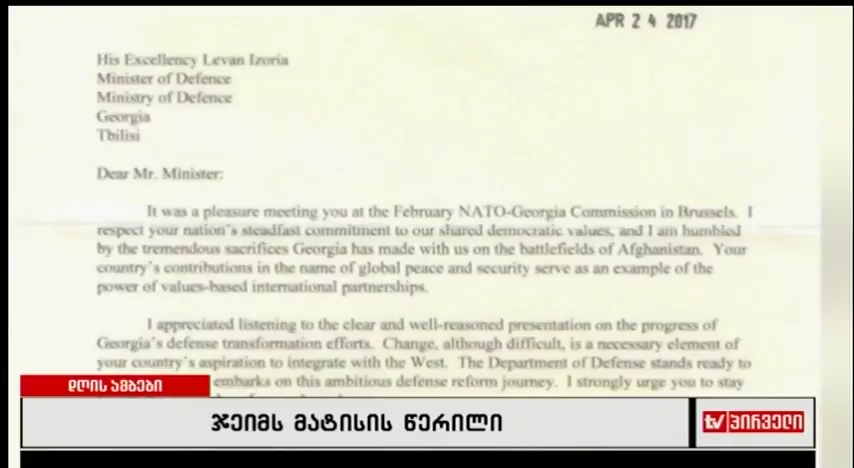 APR 2 4 2017
His Excellency Levan Izoria
Minister of Defence
Ministry of Defence
Georgia
Tbilisi
Dear Mr. Minister:
It was a pleasure meeting you at the February NATO-Georgia Commission in Brussels. I
respect your nation's steadfast commitment to our shared democratic values, and I am humbled
by the tremendous sacrifices Georgia has made with us on the battlefields of Afghanistan. Your
country's contributions in the name of global peace and security serve as an example of the
power of values-based international partnerships.
I appreciated listening to the clear and well-reasoned presentation on the progress of
Georgia's defense transformation efforts. Change, although difficult, is a necessary element of
your country's aspiration to integrate with the West. The Department of Defense stands ready to
embarks on this ambitious defense reform journey. I strongly urge you to stay
დღის ამბები
ჯეიმს მატისის წერილი
tv პირველი